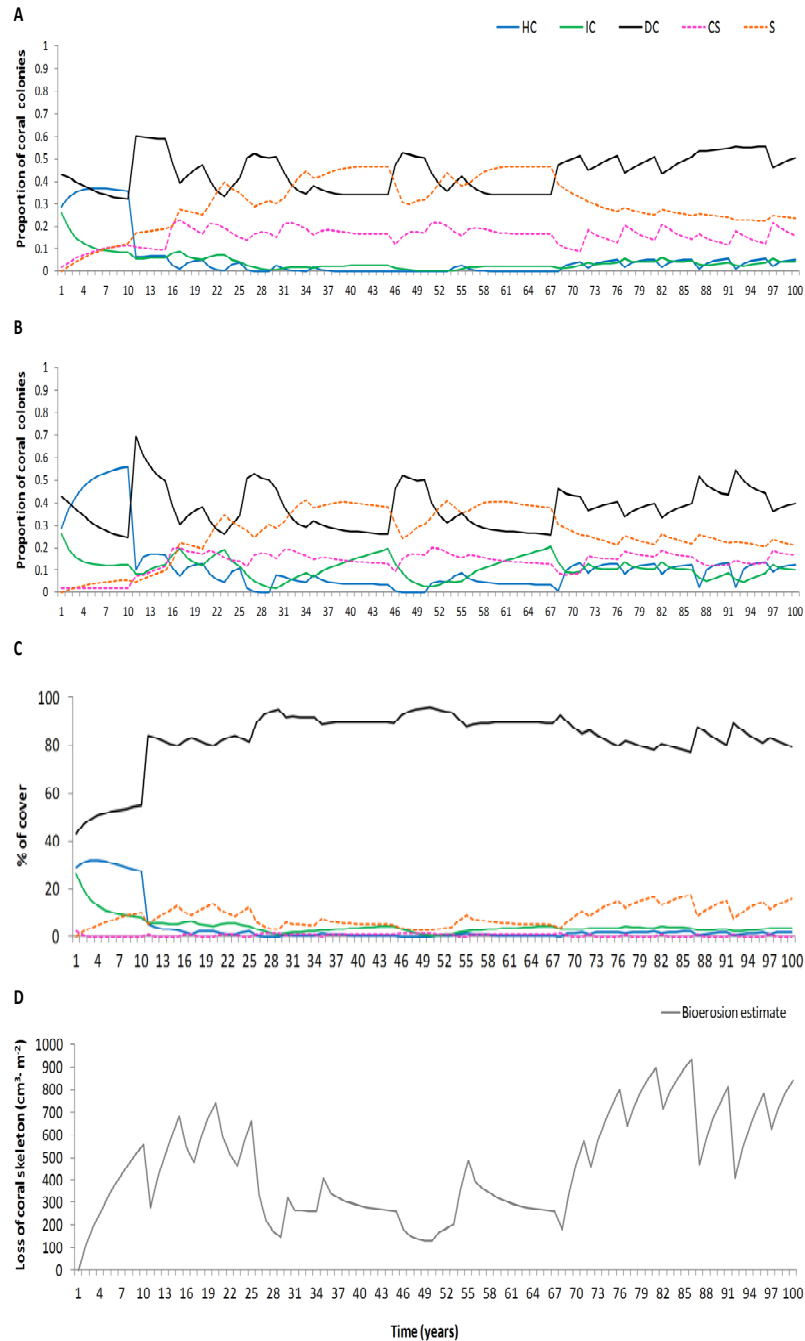 A
HC IC DC CS S
Proportion of coral colonies
1
0.9
0.8
0.7
0.6
0.5
0.4
0.3
0.2
0.1
0
1 4 7 10 13 16 19 22 25 28 31 34 37 40 43 46 49 52 55 58 61 64 67 70 73 76 79 82 85 88 91 94 97 100
B
Proportion of coral colonies
1
0.9
0.8
0.7
0.6
0.5
0.4
0.3
0.2
0.1
0
1 4 7 10 13 16 19 22 25 28 31 34 37 40 43 46 49 52 55 58 61 64 67 70 73 76 79 82 85 88 91 94 97 100
C
% of cover
100
80
60
40
20
0
1 4 7 10 13 16 19 22 25 28 31 34 37 40 43 46 49 52 55 58 61 64 67 70 73 76 79 82 85 88 91 94 97 100
D
Bioerosion estimate
Loss of coral skeleton (cm³· m⁻²)
1000
900
800
700
600
500
400
300
200
100
0
1 4 7 10 13 16 19 22 25 28 31 34 37 40 43 46 49 52 55 58 61 64 67 70 73 76 79 82 85 88 91 94 97 100
Time (years)